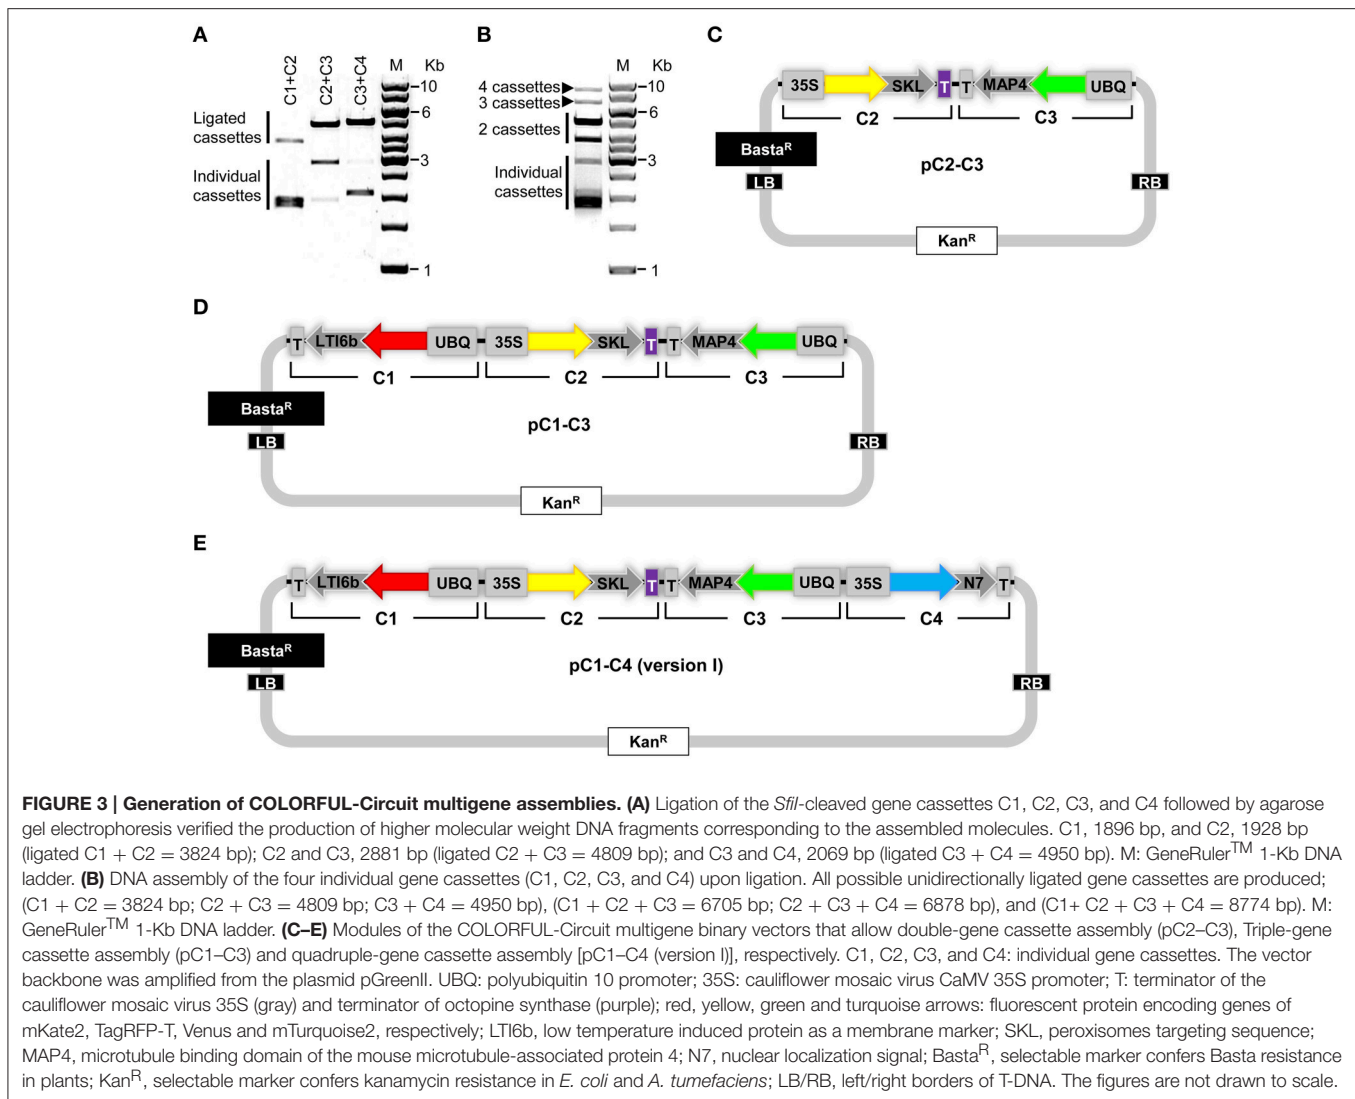 A
C1+C2
C2+C3
C3+C4
M
Kb
Ligated
cassettes
Individual
cassettes
10
6
3
1
B
M
Kb
4 cassettes
3 cassettes
2 cassettes
Individual
cassettes
10
6
3
1
C
35S
SKL
T
T
MAP4
UBQ
C2
C3
Basta^R
LB
pC2-C3
RB
Kan^R
D
T
LTI6b
UBQ
35S
SKL
T
T
MAP4
UBQ
C1
C2
C3
Basta^R
LB
pC1-C3
RB
Kan^R
E
T
LTI6b
UBQ
35S
SKL
T
T
MAP4
UBQ
35S
N7
T
C1
C2
C3
C4
Basta^R
LB
pC1-C4 (version I)
RB
Kan^R
FIGURE 3 | Generation of COLORFUL-Circuit multigene assemblies. (A) Ligation of the SfiI-cleaved gene cassettes C1, C2, C3, and C4 followed by agarose
gel electrophoresis verified the production of higher molecular weight DNA fragments corresponding to the assembled molecules. C1, 1896 bp, and C2, 1928 bp
(ligated C1 + C2 = 3824 bp); C2 and C3, 2881 bp (ligated C2 + C3 = 4809 bp); and C3 and C4, 2069 bp (ligated C3 + C4 = 4950 bp). M: GeneRuler™ 1-Kb DNA
ladder. (B) DNA assembly of the four individual gene cassettes (C1, C2, C3, and C4) upon ligation. All possible unidirectionally ligated gene cassettes are produced;
(C1 + C2 = 3824 bp; C2 + C3 = 4809 bp; C3 + C4 = 4950 bp), (C1 + C2 + C3 = 6705 bp; C2 + C3 + C4 = 6878 bp), and (C1+ C2 + C3 + C4 = 8774 bp). M:
GeneRuler™ 1-Kb DNA ladder. (C–E) Modules of the COLORFUL-Circuit multigene binary vectors that allow double-gene cassette assembly (pC2–C3), Triple-gene
cassette assembly (pC1–C3) and quadruple-gene cassette assembly [pC1–C4 (version I)], respectively. C1, C2, C3, and C4: individual gene cassettes. The vector
backbone was amplified from the plasmid pGreenII. UBQ: polyubiquitin 10 promoter; 35S: cauliflower mosaic virus CaMV 35S promoter; T: terminator of the
cauliflower mosaic virus 35S (gray) and terminator of octopine synthase (purple); red, yellow, green and turquoise arrows: fluorescent protein encoding genes of
mKate2, TagRFP-T, Venus and mTurquoise2, respectively; LTI6b, low temperature induced protein as a membrane marker; SKL, peroxisomes targeting sequence;
MAP4, microtubule binding domain of the mouse microtubule-associated protein 4; N7, nuclear localization signal; Basta^R, selectable marker confers Basta resistance
in plants; Kan^R, selectable marker confers kanamycin resistance in E. coli and A. tumefaciens; LB/RB, left/right borders of T-DNA. The figures are not drawn to scale.